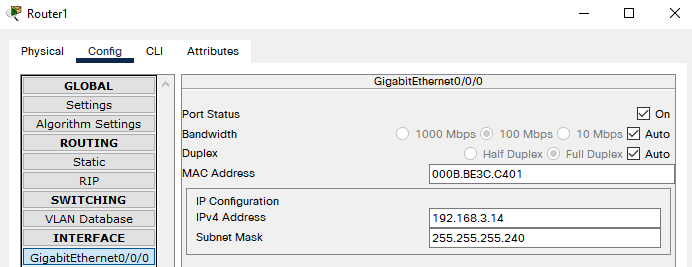 Router1
Physical Config CLI Attributes
GLOBAL
Settings
Algorithm Settings
ROUTING
Static
RIP
SWITCHING
VLAN Database
INTERFACE
GigabitEthernet0/0/0
GigabitEthernet0/0/0
Port Status On
Bandwidth 1000 Mbps 100 Mbps 10 Mbps Auto
Duplex Half Duplex Full Duplex Auto
MAC Address 000B.BE3C.C401
IP Configuration
IPv4 Address 192.168.3.14
Subnet Mask 255.255.255.240